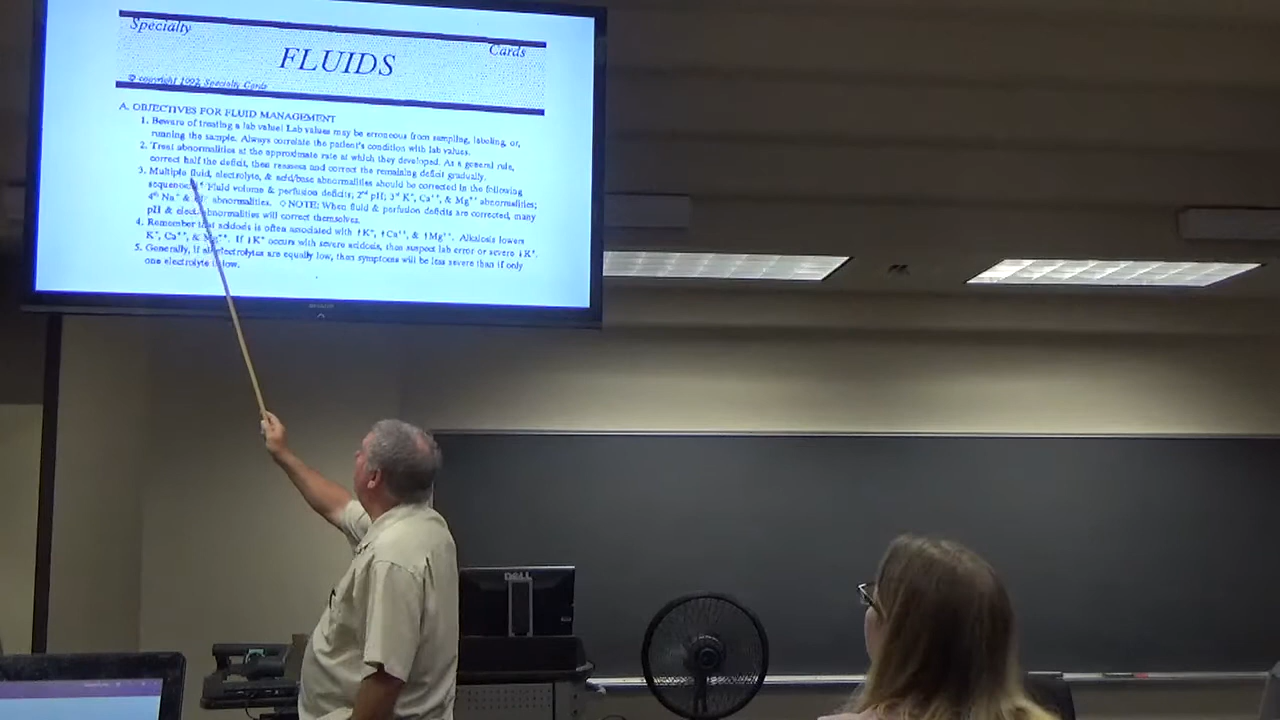 Specialty
Cards
FLUIDS
© copyright 1992 Specialty Cards
A. OBJECTIVES FOR FLUID MANAGEMENT
1. Beware of treating a lab value! Lab values may be erroneous from sampling, labeling, or,
running the sample. Always correlate the patient's condition with lab values.
2. Treat abnormalities at the approximate rate at which they developed. As a general rule,
correct half the deficit, then reassess and correct the remaining deficit gradually.
3. Multiple fluid, electrolyte, & acid/base abnormalities should be corrected in the following
Fluid volume & perfusion deficits; 2nd pH; 3rd K+, Ca++, & Mg++ abnormalities;
4th Na+ & abnormalities. ◊NOTE: When fluid & perfusion deficits are corrected, many
pH & elect. abnormalities will correct themselves.
4. Remember that acidosis is often associated with ↑K+, ↑Ca++, & ↑Mg++. Alkalosis lowers
K+, Ca++, & Mg++. If ↓K+ occurs with severe acidosis, then suspect lab error or severe ↓K+.
5. Generally, if all electrolytes are equally low, then symptoms will be less severe than if only
one electrolyte is low.
SHARP
DELL